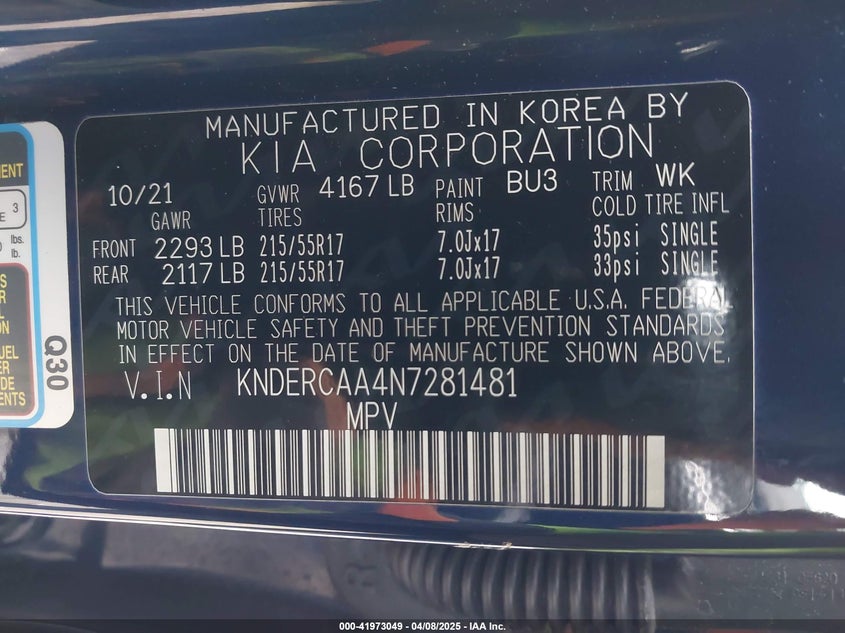 MANUFACTURED IN KOREA BY
KIA CORPORATION
10/21 GVWR 4167 LB PAINT BU3 TRIM WK
GAWR TIRES RIMS COLD TIRE INFL
FRONT 2293 LB 215/55R17 7.0Jx17 35psi SINGLE
REAR 2117 LB 215/55R17 7.0Jx17 33psi SINGLE
THIS VEHICLE CONFORMS TO ALL APPLICABLE U.S.A. FEDERAL
MOTOR VEHICLE SAFETY AND THEFT PREVENTION STANDARDS
IN EFFECT ON THE DATE OF MANUFACTURE SHOWN ABOVE.
V.I.N KNDERCAA4N7281481
MPV
3
lbs.
lb.
Q30
000-41973049 - 04/08/2025 - IAA Inc.